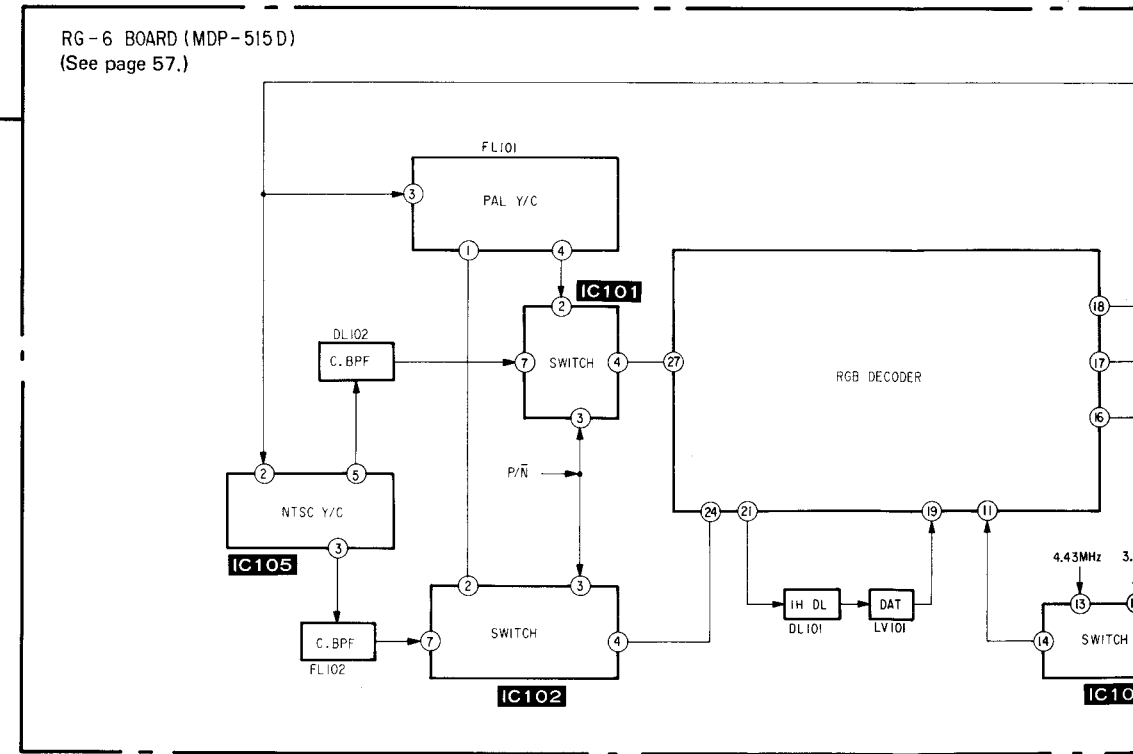 RG-6 BOARD (MDP-515D)
(See page 57.)
FL101
3
PAL Y/C
1
4
IC101
2
DL102
C.BPF
7
SWITCH
4
27
RGB DECODER
18
17
16
3
P/N̅
2
5
NTSC Y/C
3
IC105
24
21
19
11
4.43MHz
3.
2
3
13
C.BPF
FL102
7
SWITCH
4
1H DL
DL101
DAT
LV101
14
SWITCH
IC102
IC10